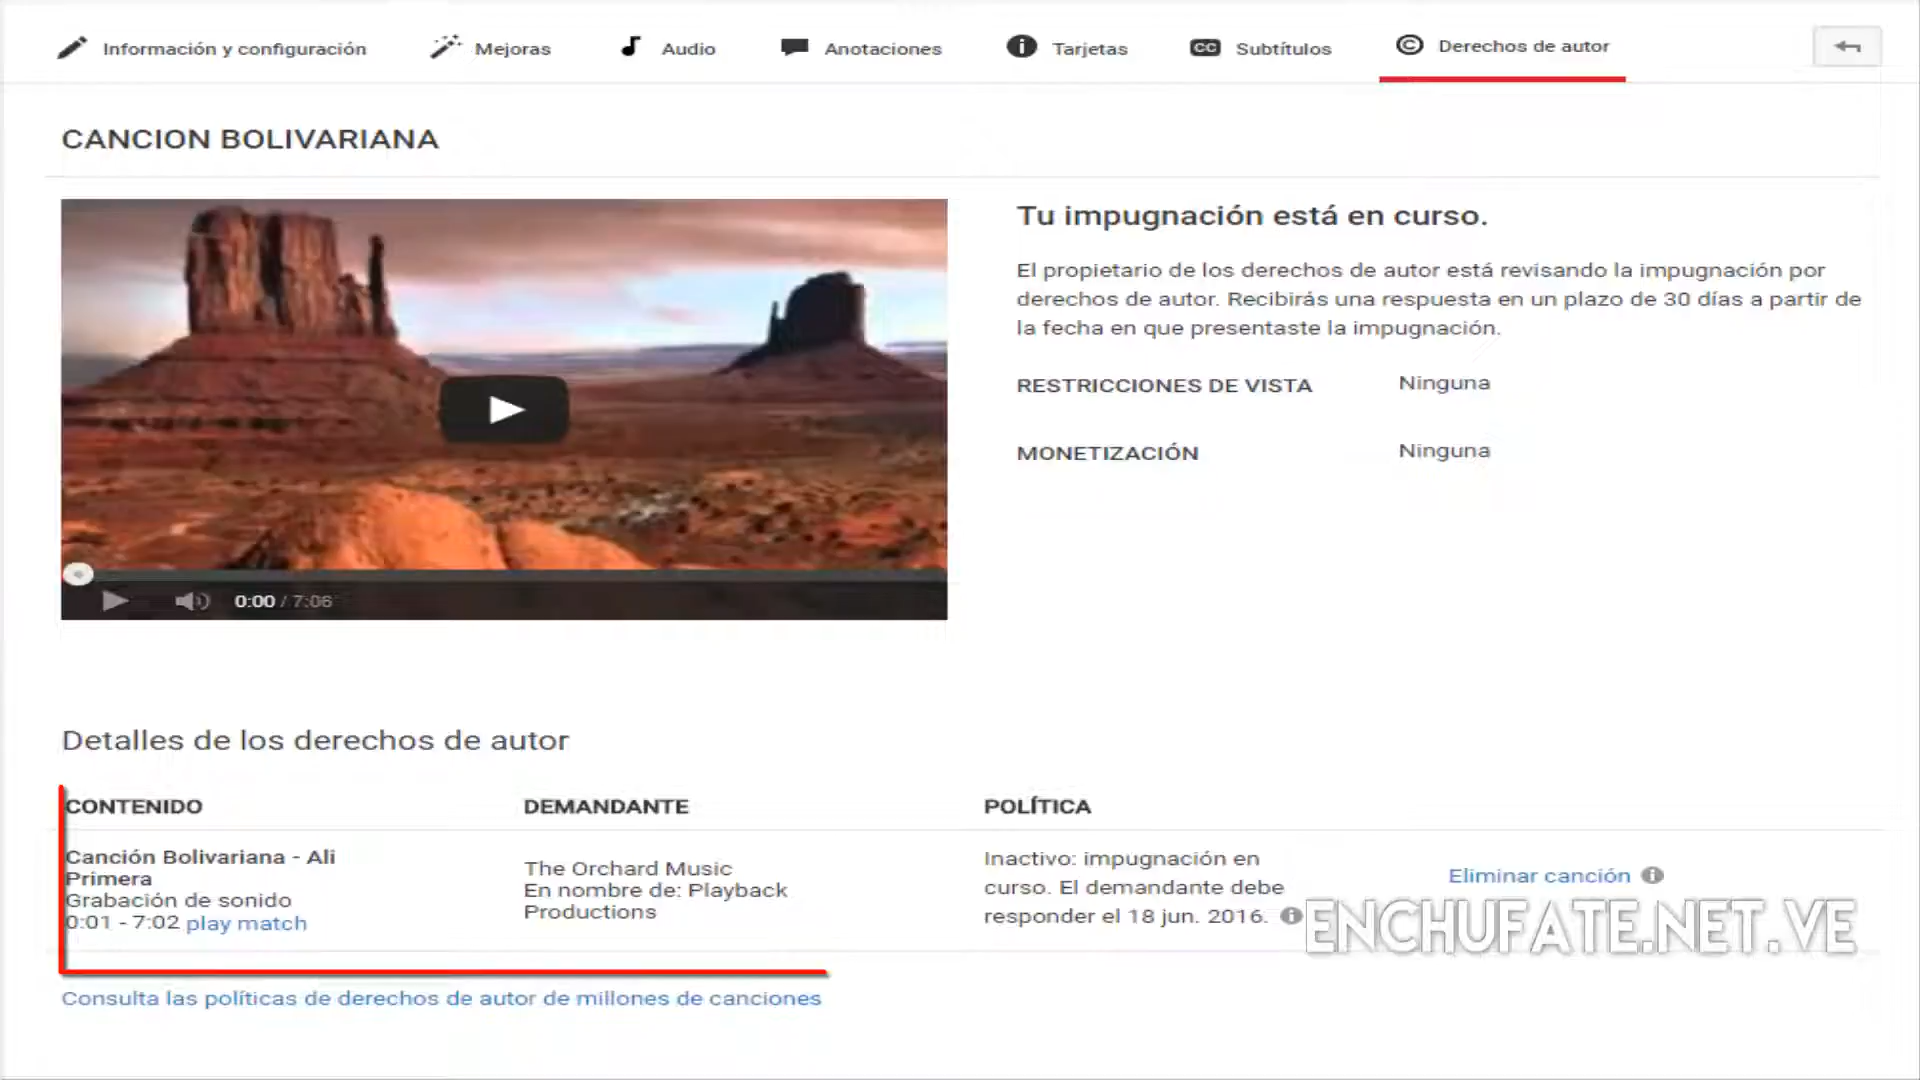 Información y configuración
Mejoras
Audio
Anotaciones
Tarjetas
CC Subtítulos
© Derechos de autor
CANCION BOLIVARIANA
Tu impugnación está en curso.
El propietario de los derechos de autor está revisando la impugnación por
derechos de autor. Recibirás una respuesta en un plazo de 30 días a partir de
la fecha en que presentaste la impugnación.
RESTRICCIONES DE VISTA Ninguna
MONETIZACIÓN Ninguna
0:00 / 7:06
Detalles de los derechos de autor
CONTENIDO
Canción Bolivariana - Ali
Primera
Grabación de sonido
0:01 - 7:02 play match
DEMANDANTE
The Orchard Music
En nombre de: Playback
Productions
POLÍTICA
Inactivo: impugnación en
curso. El demandante debe
responder el 18 jun. 2016.
Eliminar canción
ENCHUFATE.NET.VE
Consulta las políticas de derechos de autor de millones de canciones